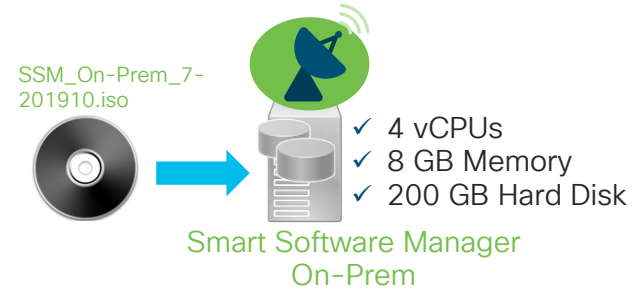 SSM_On-Prem_7-
201910.iso
✓ 4 vCPUs
✓ 8 GB Memory
✓ 200 GB Hard Disk
Smart Software Manager
On-Prem